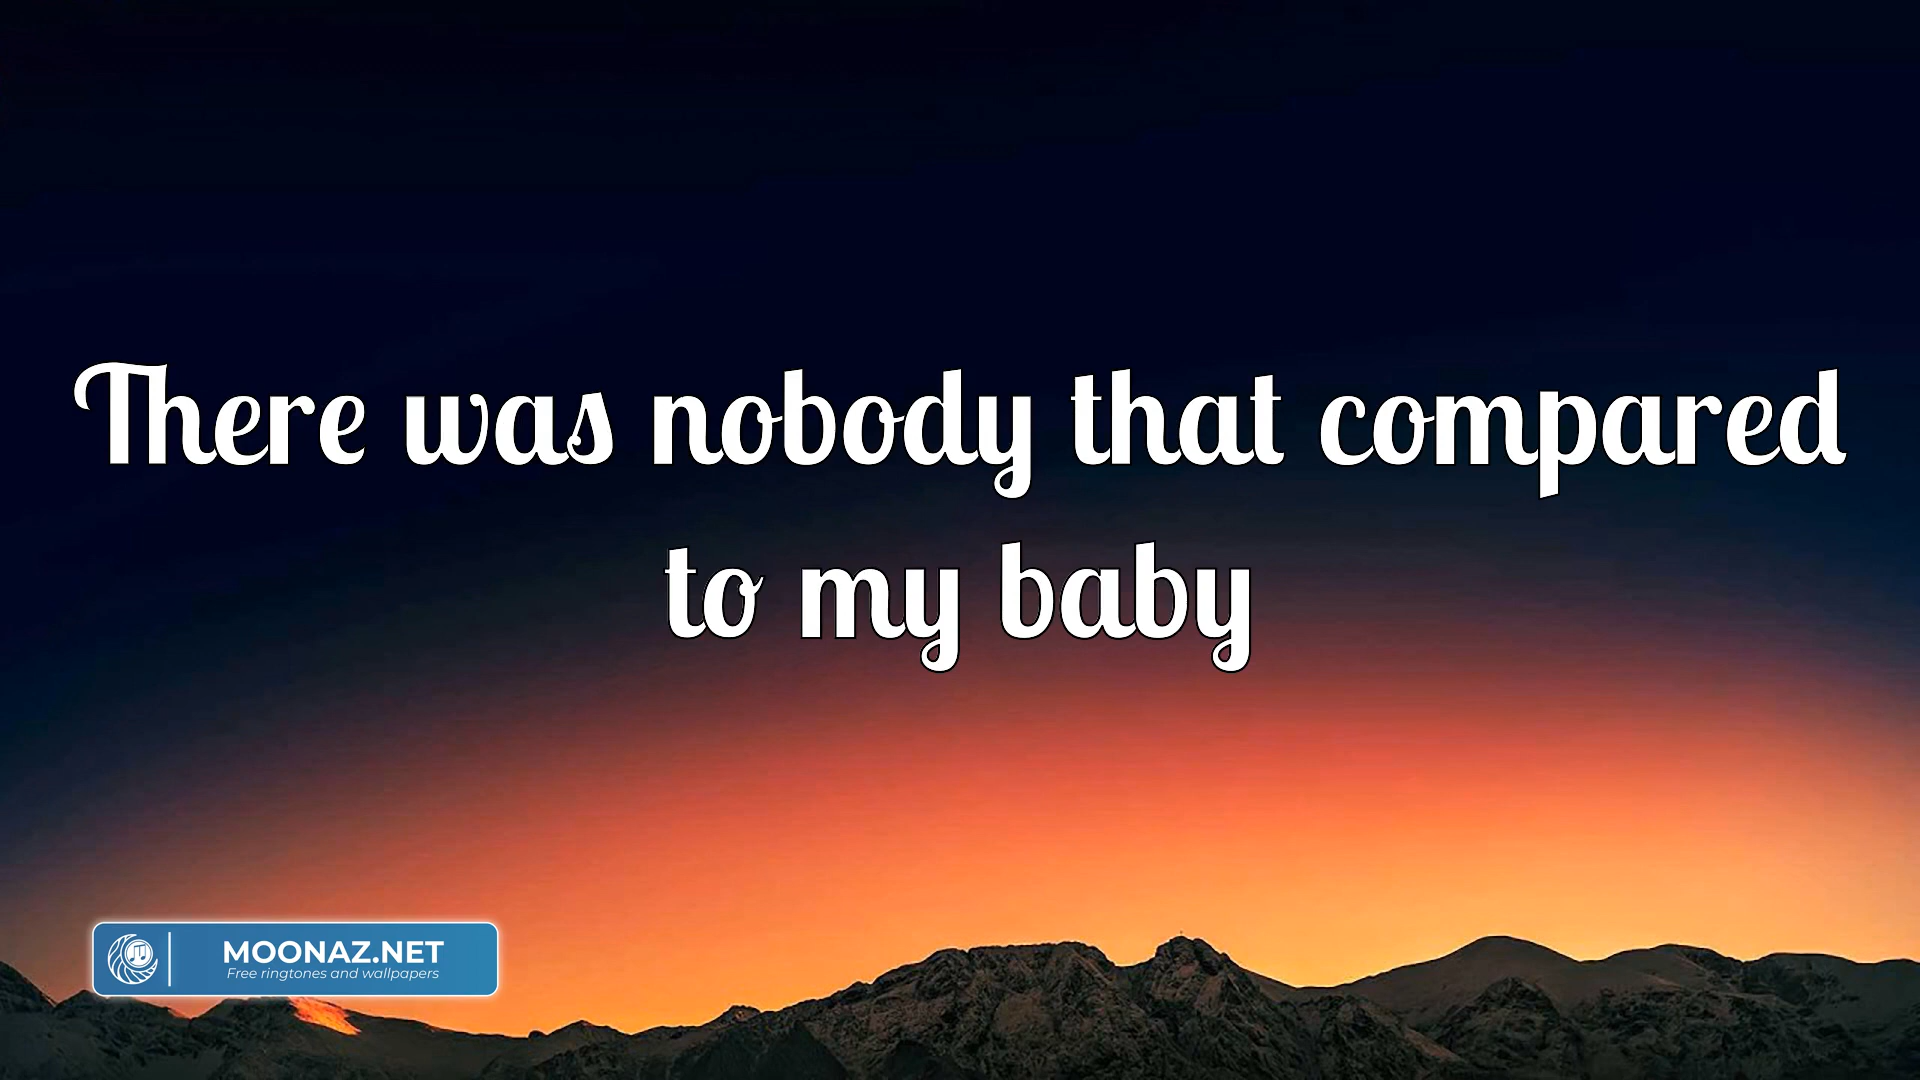 There was nobody that compared
to my baby
MOONAZ.NET
Free ringtones and wallpapers